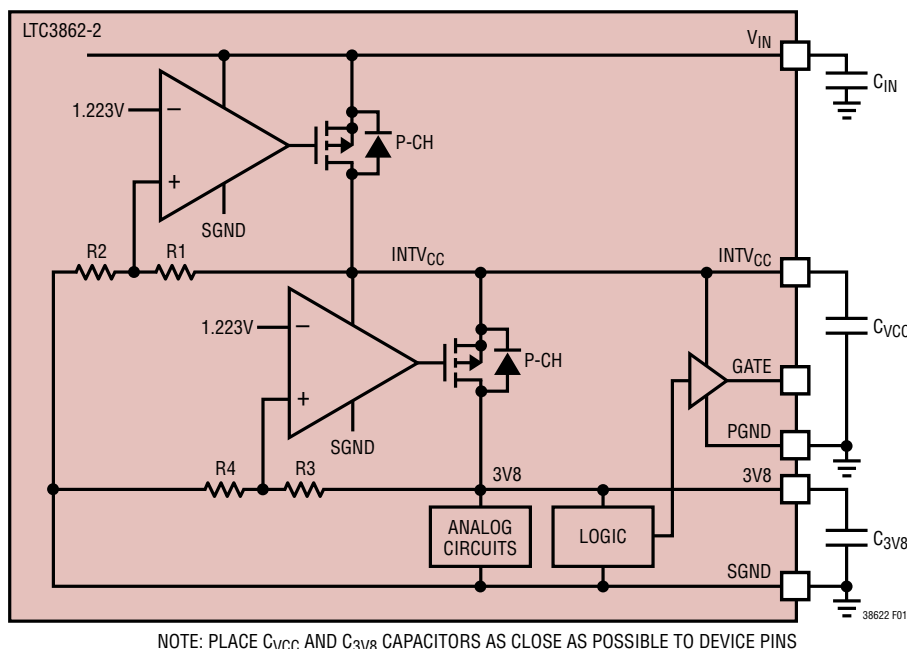 LTC3862-2
VIN
CIN
1.223V
−
P-CH
+
SGND
R2
R1
INTVCC
INTVCC
1.223V
−
CVCC
P-CH
GATE
+
SGND
PGND
R4
R3
3V8
3V8
ANALOG
CIRCUITS
LOGIC
C3V8
SGND
38622 F01
NOTE: PLACE CVCC AND C3V8 CAPACITORS AS CLOSE AS POSSIBLE TO DEVICE PINS